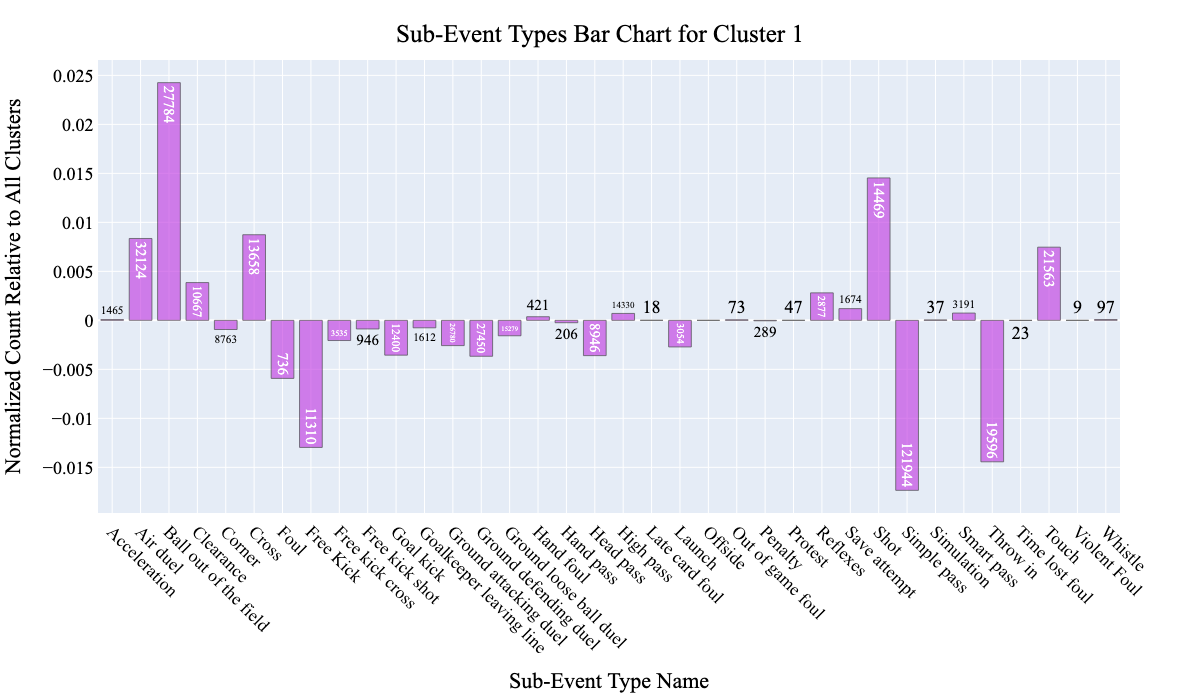 Sub-Event Types Bar Chart for Cluster 1
Normalized Count Relative to All Clusters
0.025
0.02
0.015
0.01
0.005
0
−0.005
−0.01
−0.015
1465
32124
27784
10667
8763
13658
736
11310
3535
946
12400
1612
26780
27450
15279
421
206
8946
14330
18
3054
73
289
47
2877
1674
14469
121944
37
3191
19596
23
21563
9
97
Acceleration
Air duel
Ball out of the field
Clearance
Corner
Cross
Foul
Free Kick
Free kick cross
Free kick shot
Goal kick
Goalkeeper leaving line
Ground attacking duel
Ground defending duel
Ground loose ball duel
Hand foul
Hand pass
Head pass
High pass
Late card foul
Launch
Offside
Out of game foul
Penalty
Protest
Reflexes
Save attempt
Shot
Simple pass
Simulation
Smart pass
Throw in
Time lost foul
Touch
Violent Foul
Whistle
Sub-Event Type Name